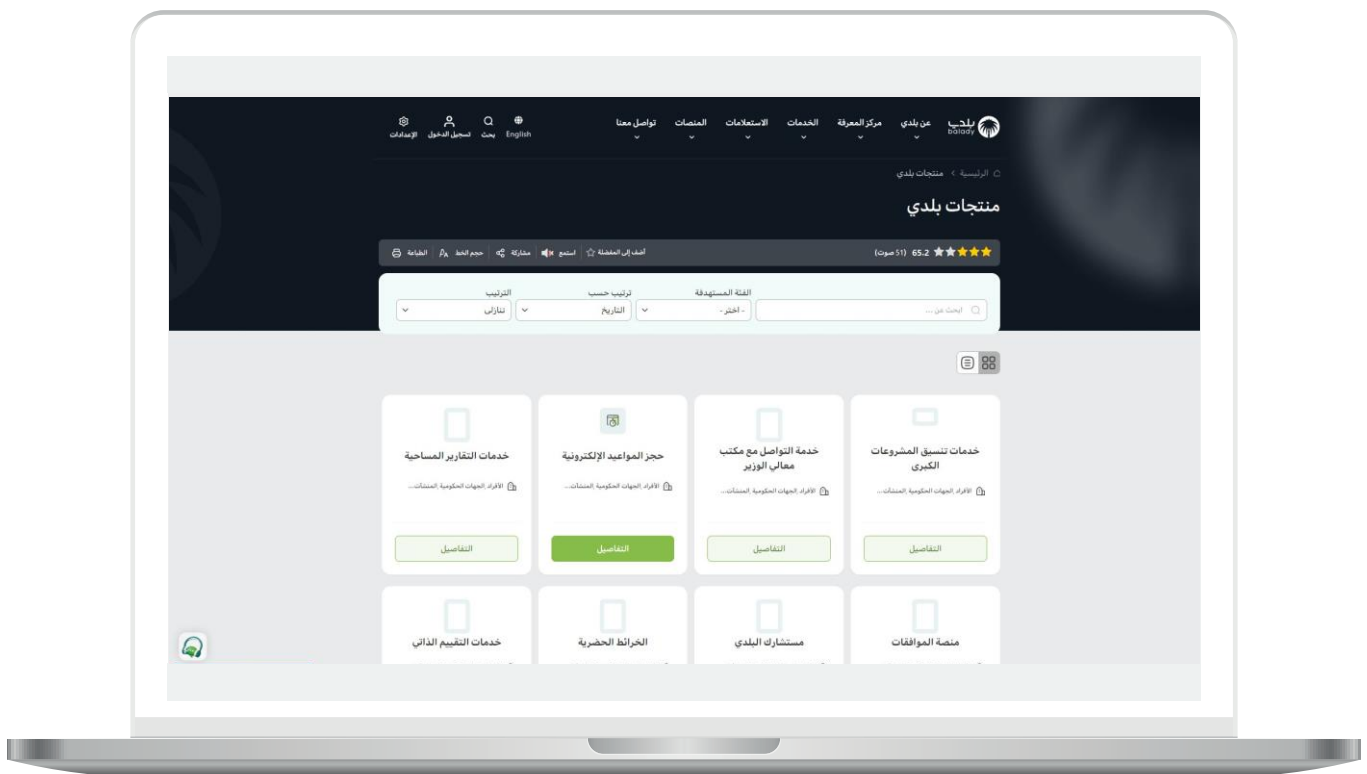 بلدي
balady
عن بلدي
مركز المعرفة
الخدمات
الاستعلامات
المنصات
تواصل معنا
English
بحث
تسجيل الدخول
الإعدادات
الرئيسية > منتجات بلدي
منتجات بلدي
65.2 (51 صوت)
أضف إلى المفضلة
استمع
مشاركة
حجم الخط
الطباعة
الفئة المستهدفة
ترتيب حسب
الترتيب
ابحث عن ...
- اختر -
التاريخ
تنازلي
خدمات تنسيق المشروعات
الكبرى
الأفراد ,الجهات الحكومية ,المنشآت...
التفاصيل
خدمة التواصل مع مكتب
معالي الوزير
الأفراد ,الجهات الحكومية ,المنشآت...
التفاصيل
حجز المواعيد الإلكترونية
الأفراد ,الجهات الحكومية ,المنشآت...
التفاصيل
خدمات التقارير المساحية
الأفراد ,الجهات الحكومية ,المنشآت...
التفاصيل
منصة الموافقات
مستشارك البلدي
الخرائط الحضرية
خدمات التقييم الذاتي